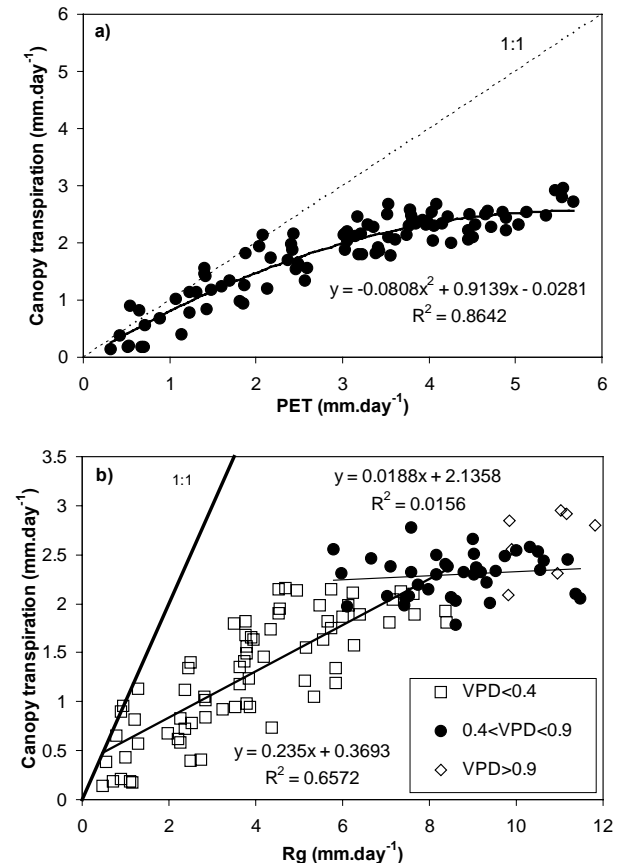 a)
1:1
Canopy transpiration (mm.day⁻¹)
6
5
4
3
2
1
0
y = -0.0808x² + 0.9139x - 0.0281
R² = 0.8642
0 1 2 3 4 5 6
PET (mm.day⁻¹)
b)
1:1
Canopy transpiration (mm.day⁻¹)
3.5
3
2.5
2
1.5
1
0.5
0
y = 0.0188x + 2.1358
R² = 0.0156
y = 0.235x + 0.3693
R² = 0.6572
VPD<0.4
0.4<VPD<0.9
VPD>0.9
0 2 4 6 8 10 12
Rg (mm.day⁻¹)